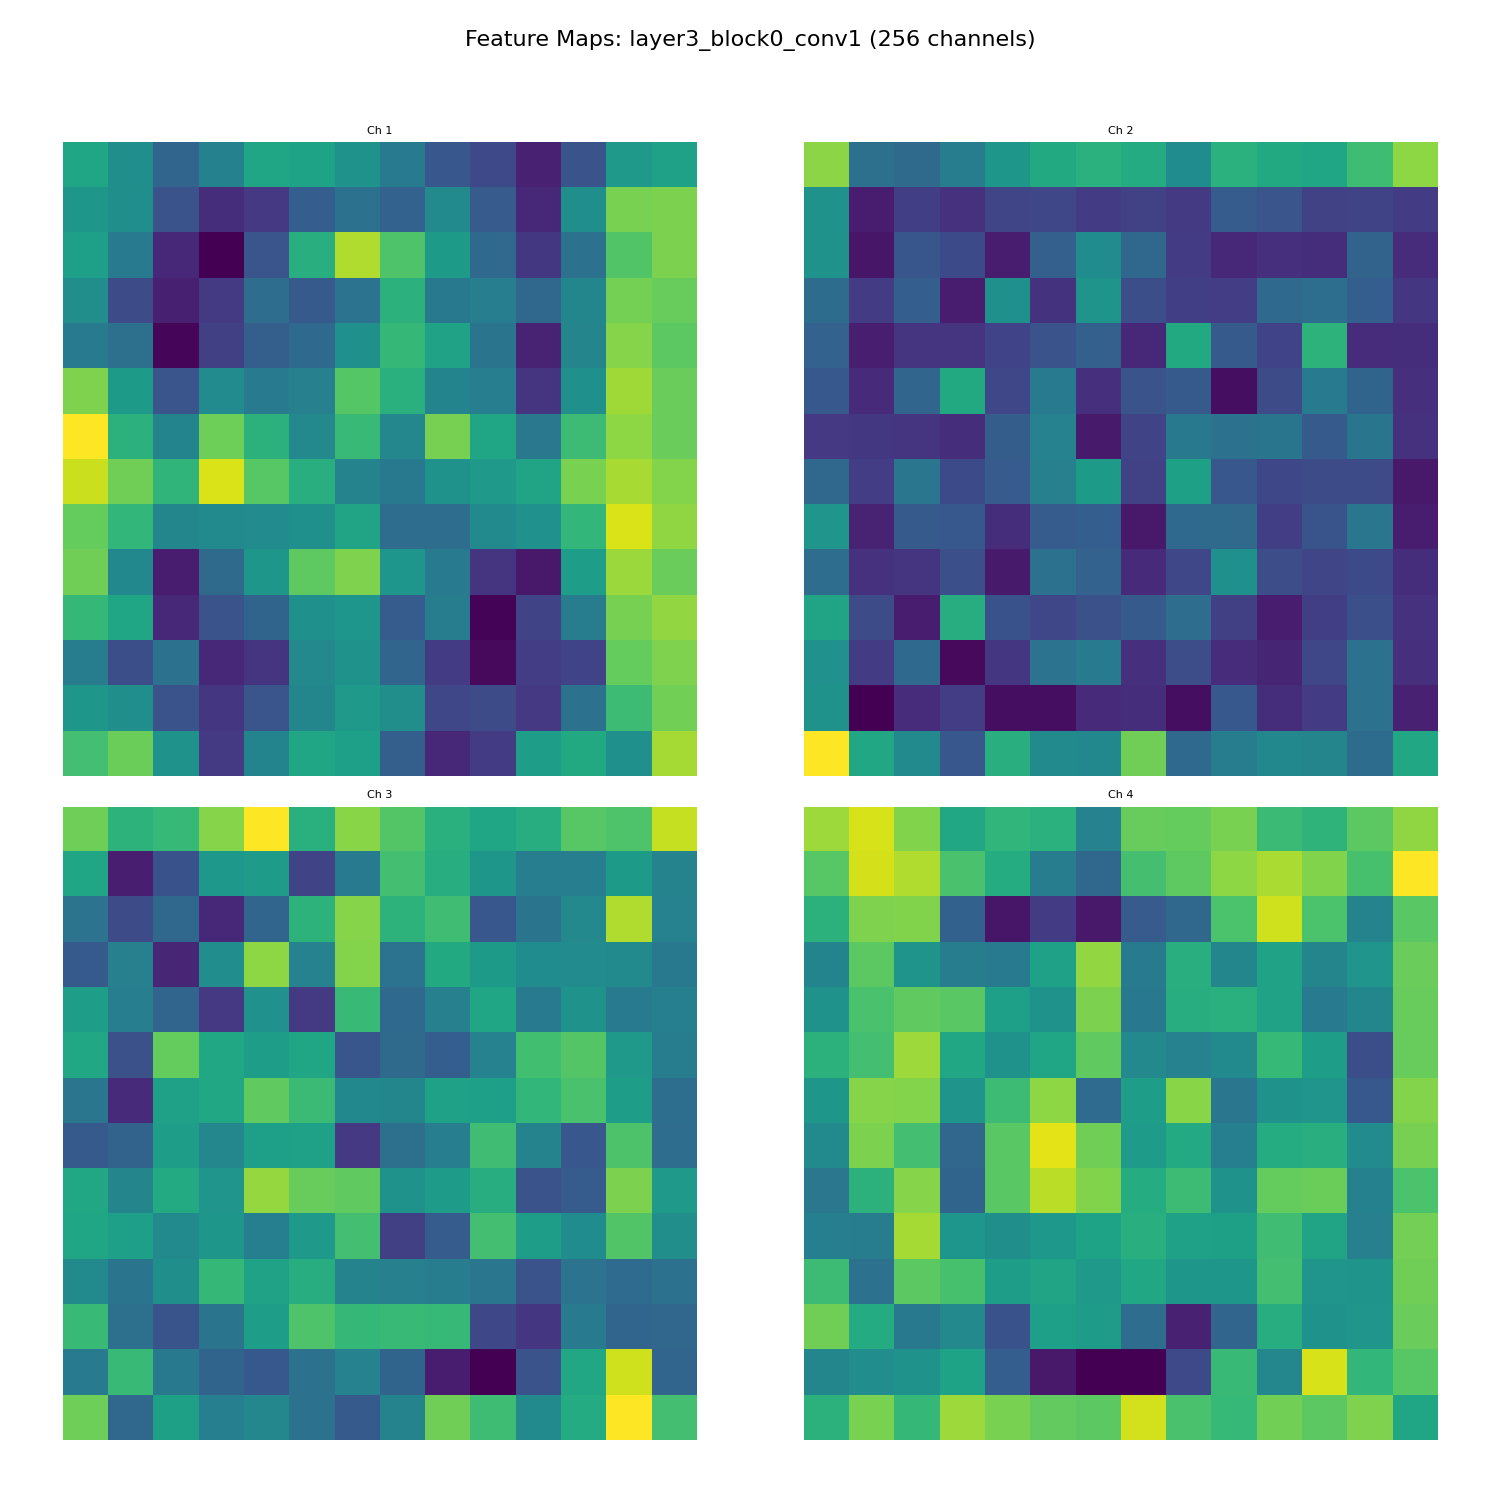 Feature Maps: layer3_block0_conv1 (256 channels)
Ch 1
Ch 2
Ch 3
Ch 4